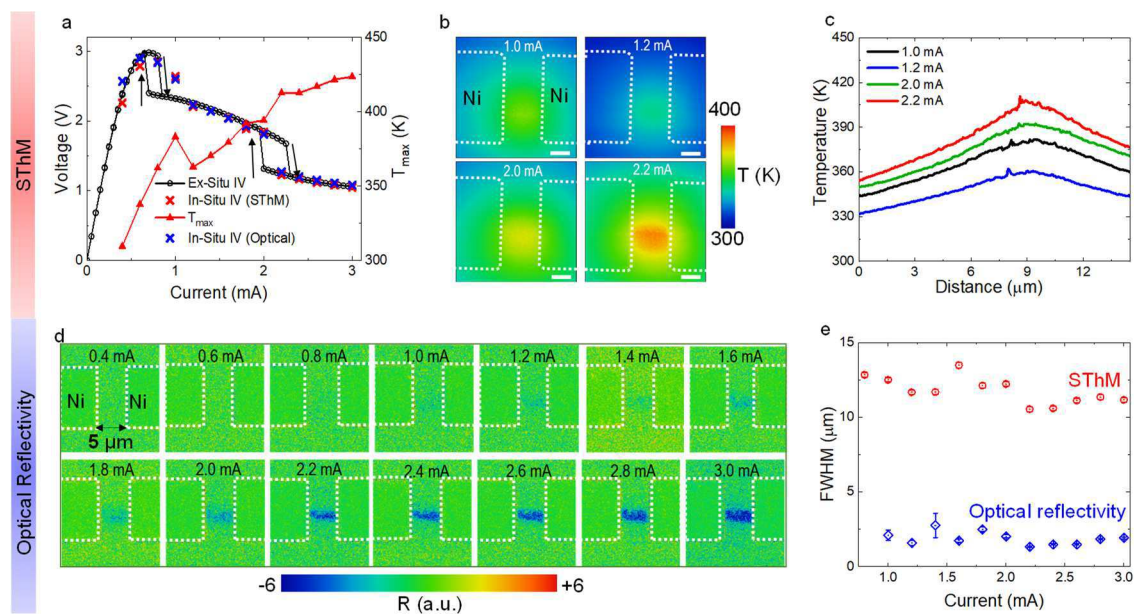 SThM
Optical Reflectivity
a
3
2
1
0
Voltage (V)
0
1
2
3
Current (mA)
450
400
350
300
T_max (K)
Ex-Situ IV
In-Situ IV (SThM)
T_max
In-Situ IV (Optical)
b
1.0 mA
1.2 mA
Ni
Ni
2.0 mA
2.2 mA
400
T (K)
300
c
450
425
400
375
350
325
300
Temperature (K)
0
3
6
9
12
Distance (μm)
1.0 mA
1.2 mA
2.0 mA
2.2 mA
d
0.4 mA
0.6 mA
0.8 mA
1.0 mA
1.2 mA
1.4 mA
1.6 mA
Ni
Ni
5 μm
1.8 mA
2.0 mA
2.2 mA
2.4 mA
2.6 mA
2.8 mA
3.0 mA
-6
+6
R (a.u.)
e
15
10
5
0
FWHM (μm)
SThM
Optical reflectivity
1.0
1.5
2.0
2.5
3.0
Current (mA)